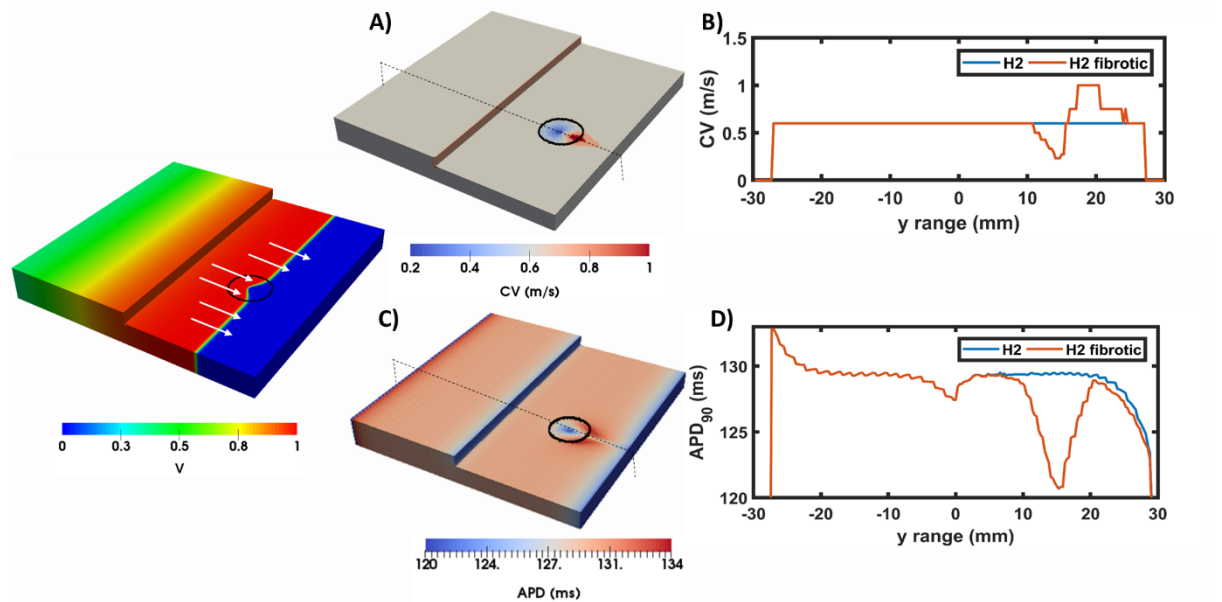 A)
0.2 0.4 0.6 0.8 1
CV (m/s)
B)
H2 H2 fibrotic
CV (m/s)
1.5
1
0.5
0
-30 -20 -10 0 10 20 30
y range (mm)
0 0.3 0.5 0.8 1
V
C)
120 124. 127. 131. 134
APD (ms)
D)
H2 H2 fibrotic
APD90 (ms)
130
125
120
-30 -20 -10 0 10 20 30
y range (mm)